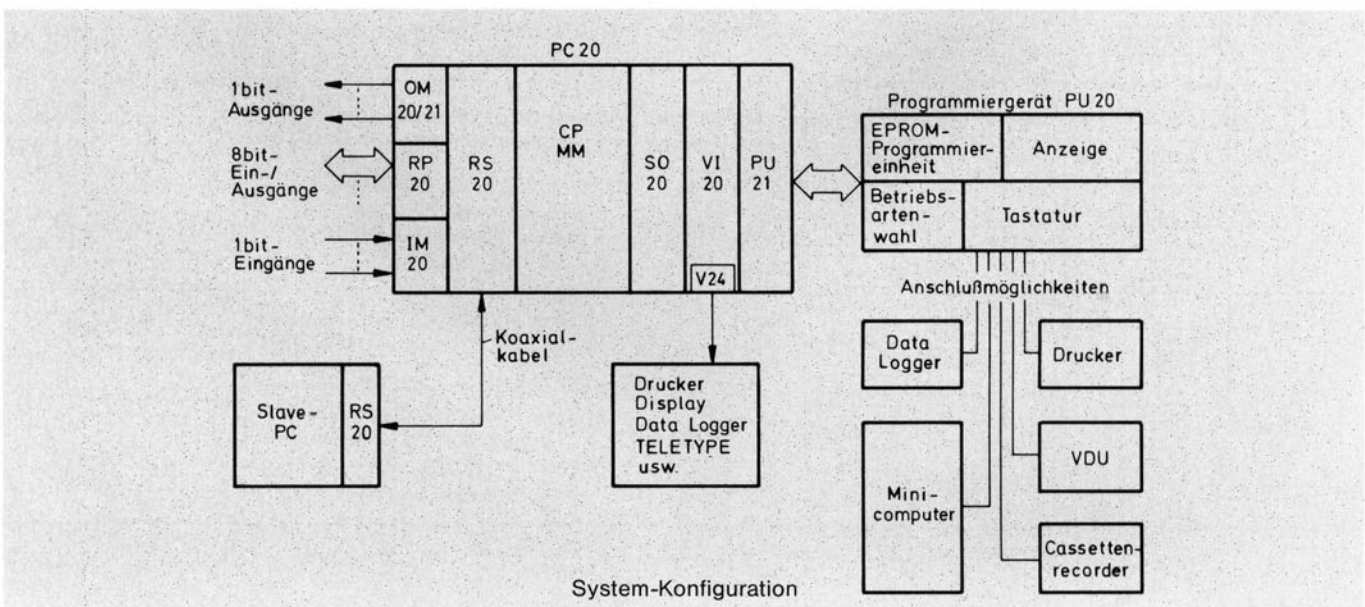 PC 20
1bit-
Ausgänge
8bit-
Ein-/
Ausgänge
1bit-
Eingänge
OM
20/21
RP
20
IM
20
RS
20
CP
MM
SO
20
VI
20
V24
PU
21
Programmiergerät PU 20
EPROM-
Programmier-
einheit
Anzeige
Betriebs-
arten-
wahl
Tastatur
Anschlußmöglichkeiten
Data
Logger
Drucker
Mini-
computer
VDU
Cassetten-
recorder
Koaxial-
kabel
Slave-
PC
RS
20
Drucker
Display
Data Logger
TELETYPE
usw.
System-Konfiguration